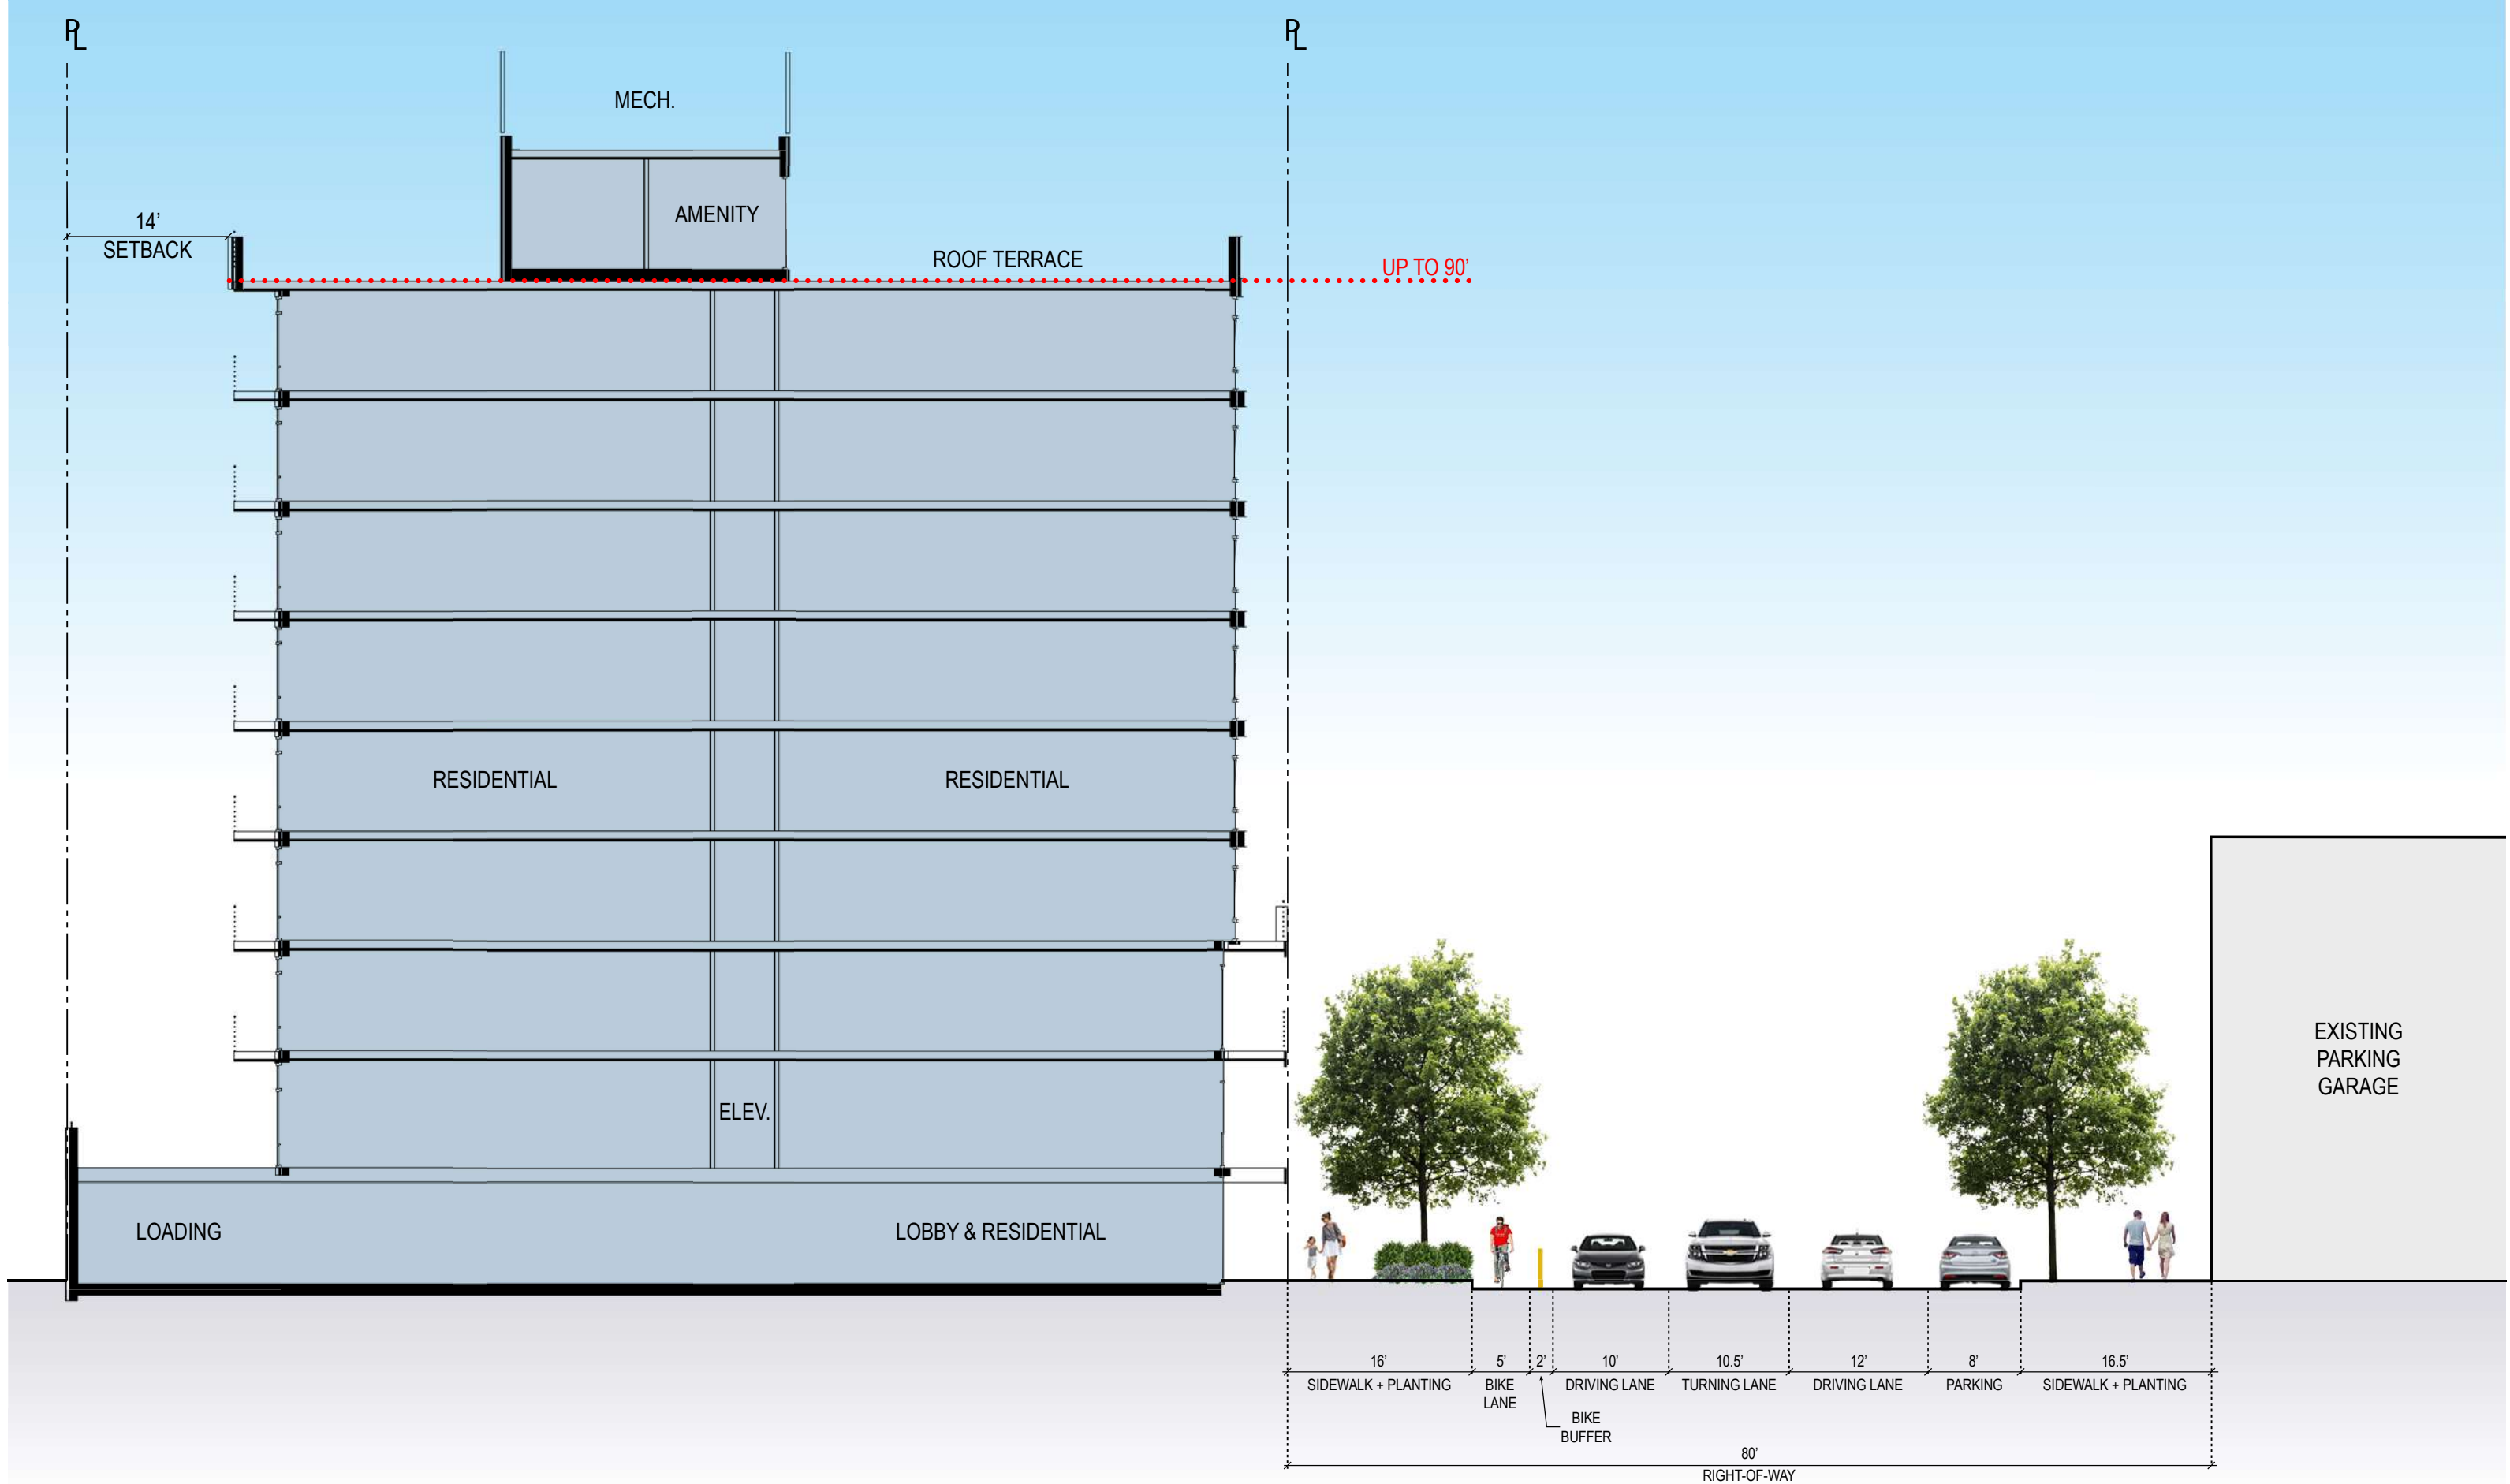 PL
PL
MECH.
AMENITY
14’
SETBACK
ROOF TERRACE
UP TO 90’
RESIDENTIAL
RESIDENTIAL
ELEV.
EXISTING
PARKING
GARAGE
LOADING
LOBBY & RESIDENTIAL
16’
SIDEWALK + PLANTING
5’
BIKE
LANE
2’
BIKE
BUFFER
10’
DRIVING LANE
10.5’
TURNING LANE
12’
DRIVING LANE
8’
PARKING
16.5’
SIDEWALK + PLANTING
80’
RIGHT-OF-WAY